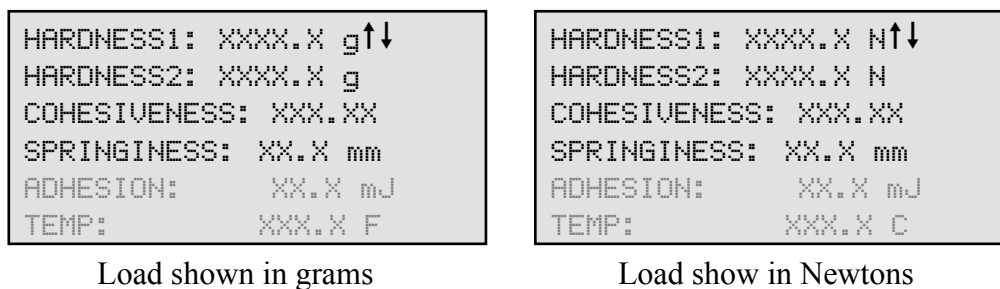 HARDNESS1: XXXX.X g↑↓
HARDNESS2: XXXX.X g
COHESIVENESS: XXX.XX
SPRINGINESS: XX.X mm
ADHESION: XX.X mJ
TEMP: XXX.X F
Load shown in grams
HARDNESS1: XXXX.X N↑↓
HARDNESS2: XXXX.X N
COHESIVENESS: XXX.XX
SPRINGINESS: XX.X mm
ADHESION: XX.X mJ
TEMP: XXX.X C
Load show in Newtons